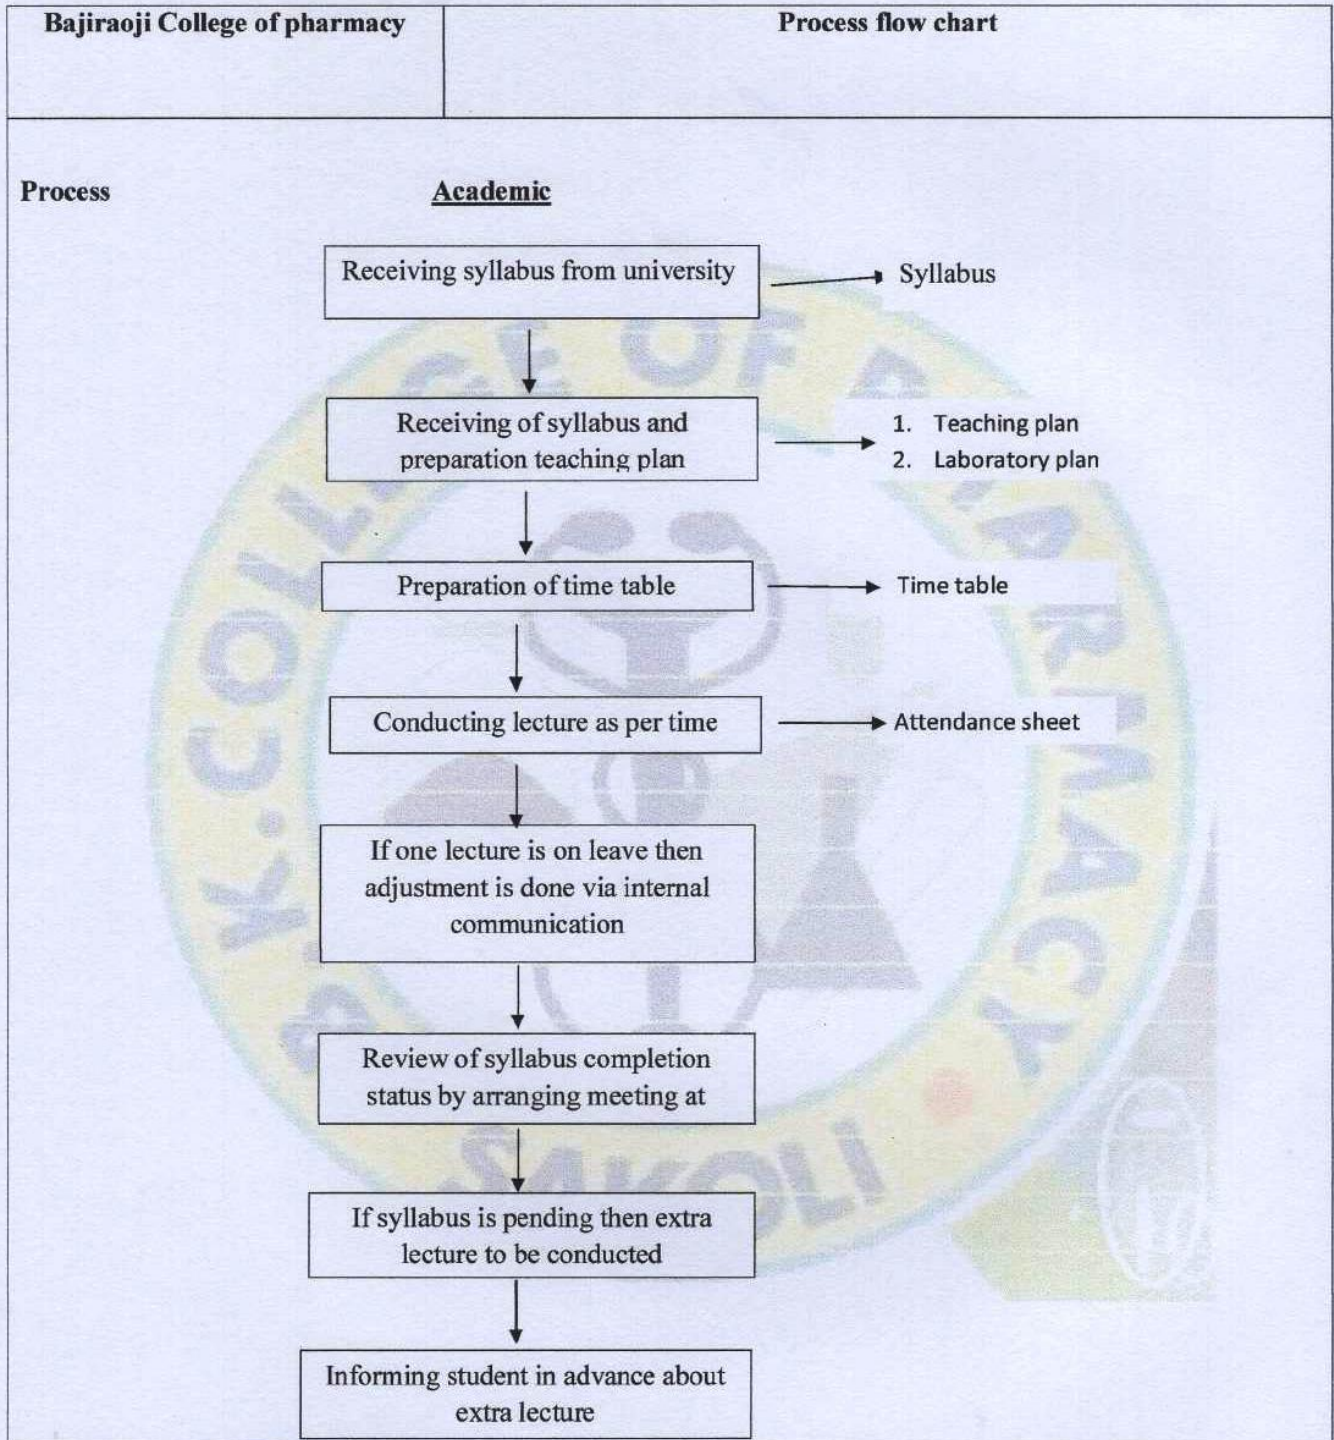 Bajiraoji College of pharmacy
Process flow chart
Process
Academic
Receiving syllabus from university
Syllabus
Receiving of syllabus and
preparation teaching plan
1. Teaching plan
2. Laboratory plan
Preparation of time table
Time table
Conducting lecture as per time
Attendance sheet
If one lecture is on leave then
adjustment is done via internal
communication
Review of syllabus completion
status by arranging meeting at
If syllabus is pending then extra
lecture to be conducted
Informing student in advance about
extra lecture
K. COLLEGE OF PHARMACY
SAKOLI